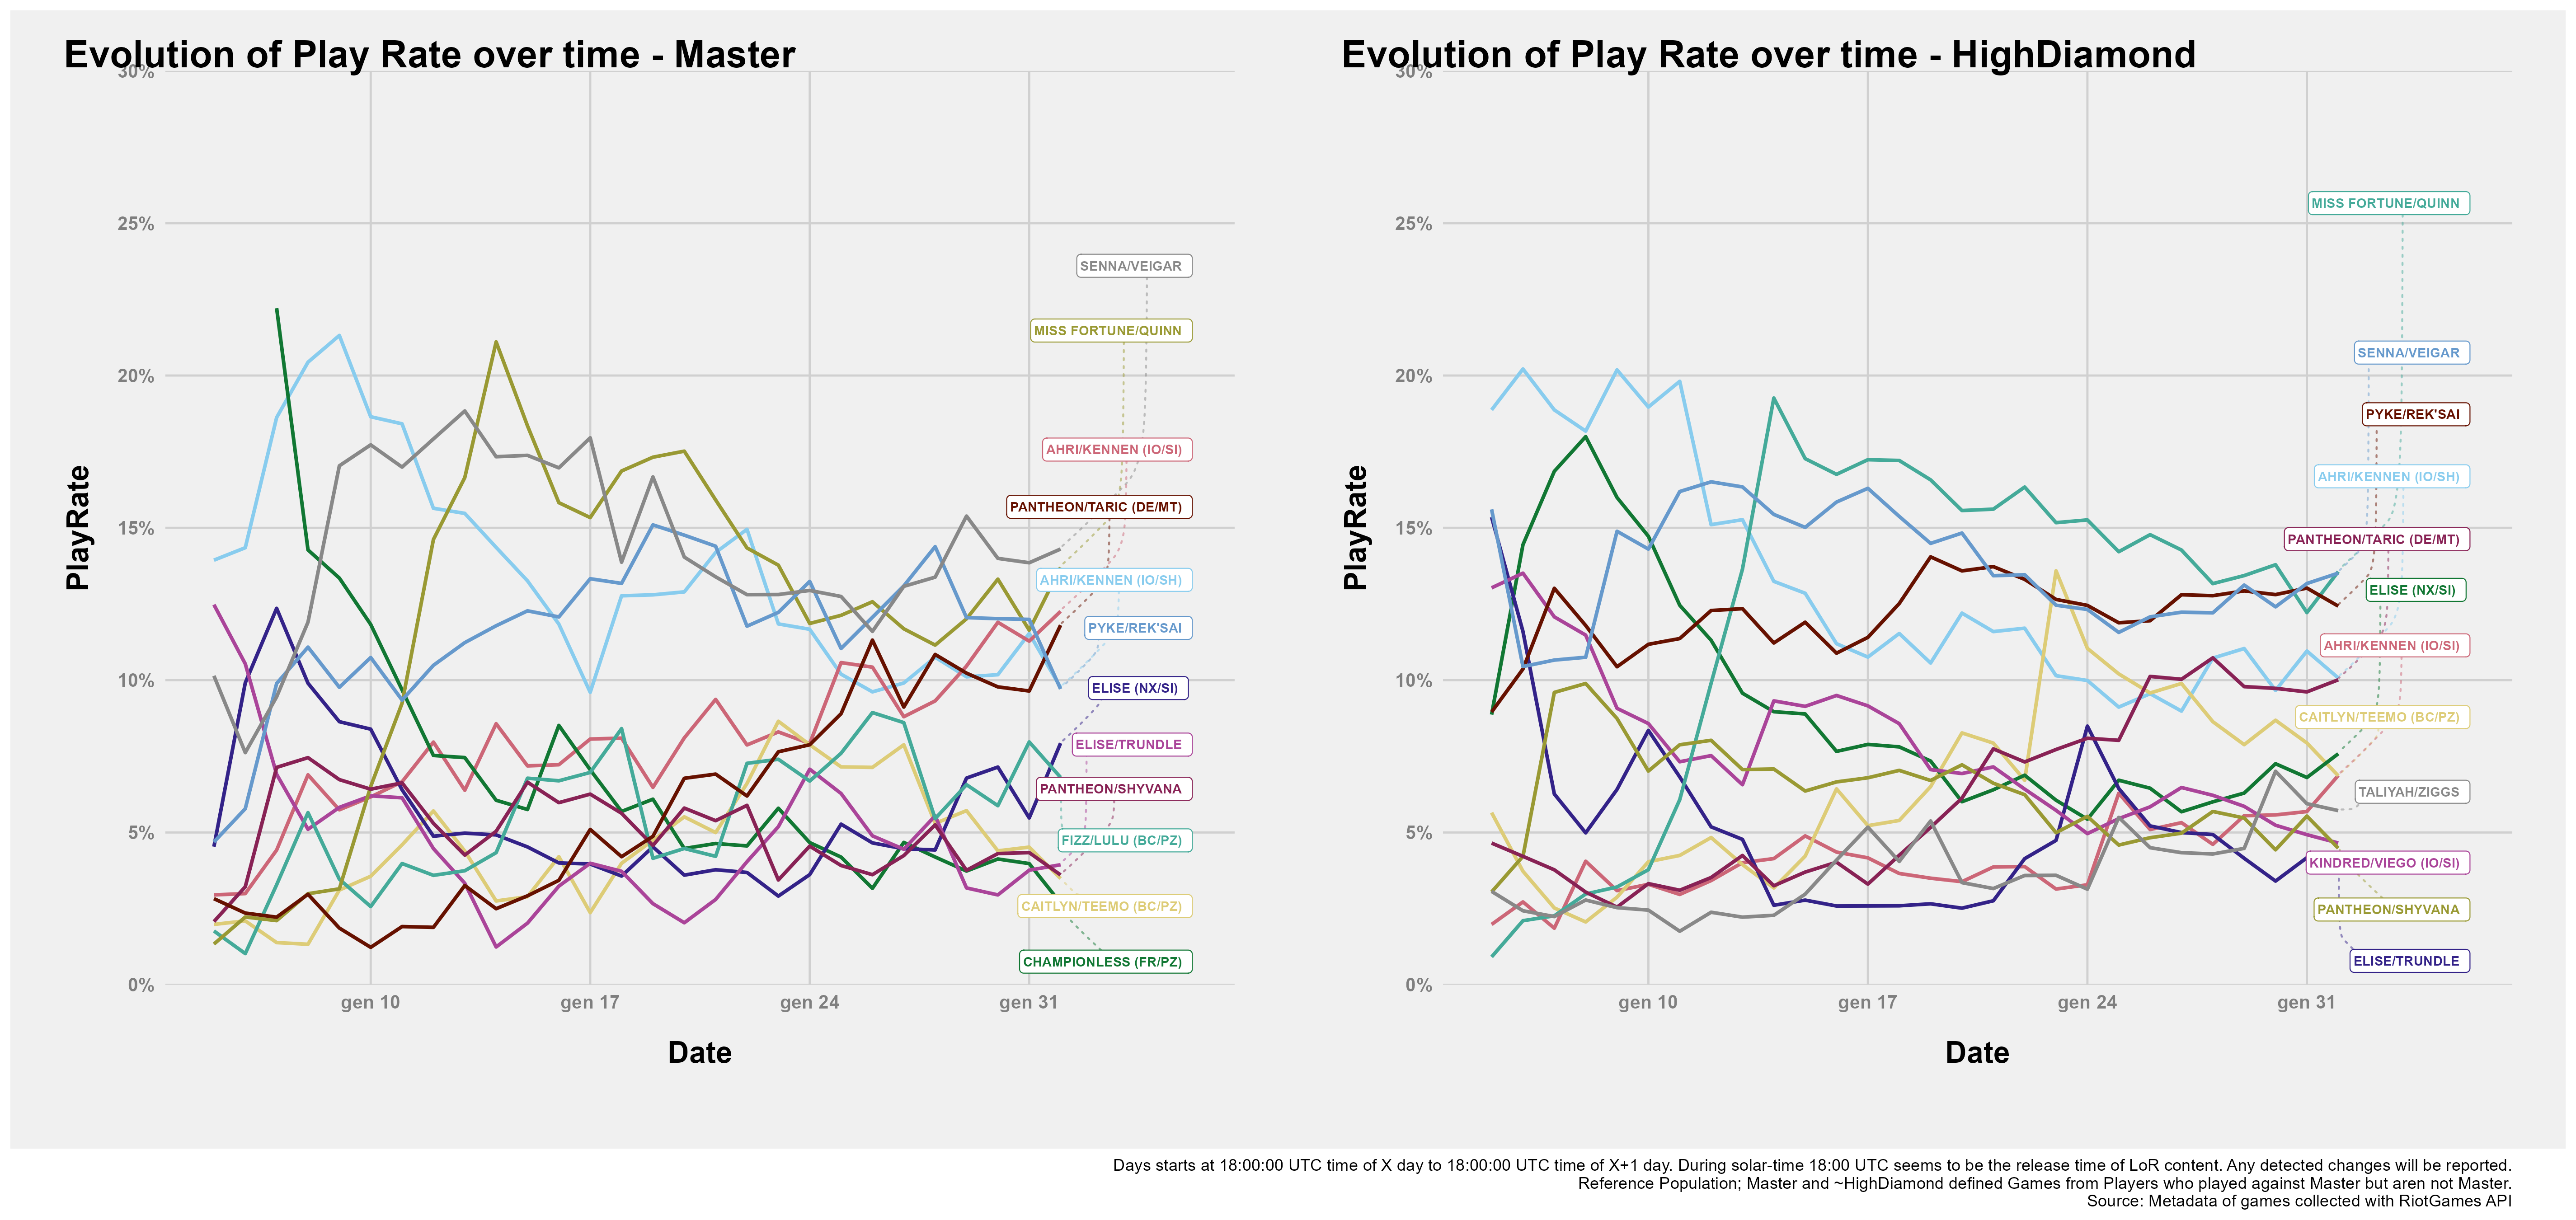 Evolution of Play Rate over time - Master
30%
25%
20%
15%
10%
5%
0%
PlayRate
SENNA/VEIGAR
MISS FORTUNE/QUINN
AHRI/KENNEN (IO/SI)
PANTHEON/TARIC (DE/MT)
AHRI/KENNEN (IO/SH)
PYKE/REK'SAI
ELISE (NX/SI)
ELISE/TRUNDLE
PANTHEON/SHYVANA
FIZZ/LULU (BC/PZ)
CAITLYN/TEEMO (BC/PZ)
CHAMPIONLESS (FR/PZ)
gen 10
gen 17
gen 24
gen 31
Date
Evolution of Play Rate over time - HighDiamond
30%
25%
20%
15%
10%
5%
0%
PlayRate
MISS FORTUNE/QUINN
SENNA/VEIGAR
PYKE/REK'SAI
AHRI/KENNEN (IO/SH)
PANTHEON/TARIC (DE/MT)
ELISE (NX/SI)
AHRI/KENNEN (IO/SI)
CAITLYN/TEEMO (BC/PZ)
TALIYAH/ZIGGS
KINDRED/VIEGO (IO/SI)
PANTHEON/SHYVANA
ELISE/TRUNDLE
gen 10
gen 17
gen 24
gen 31
Date
Days starts at 18:00:00 UTC time of X day to 18:00:00 UTC time of X+1 day. During solar-time 18:00 UTC seems to be the release time of LoR content. Any detected changes will be reported.
Reference Population; Master and ~HighDiamond defined Games from Players who played against Master but aren not Master.
Source: Metadata of games collected with RiotGames API